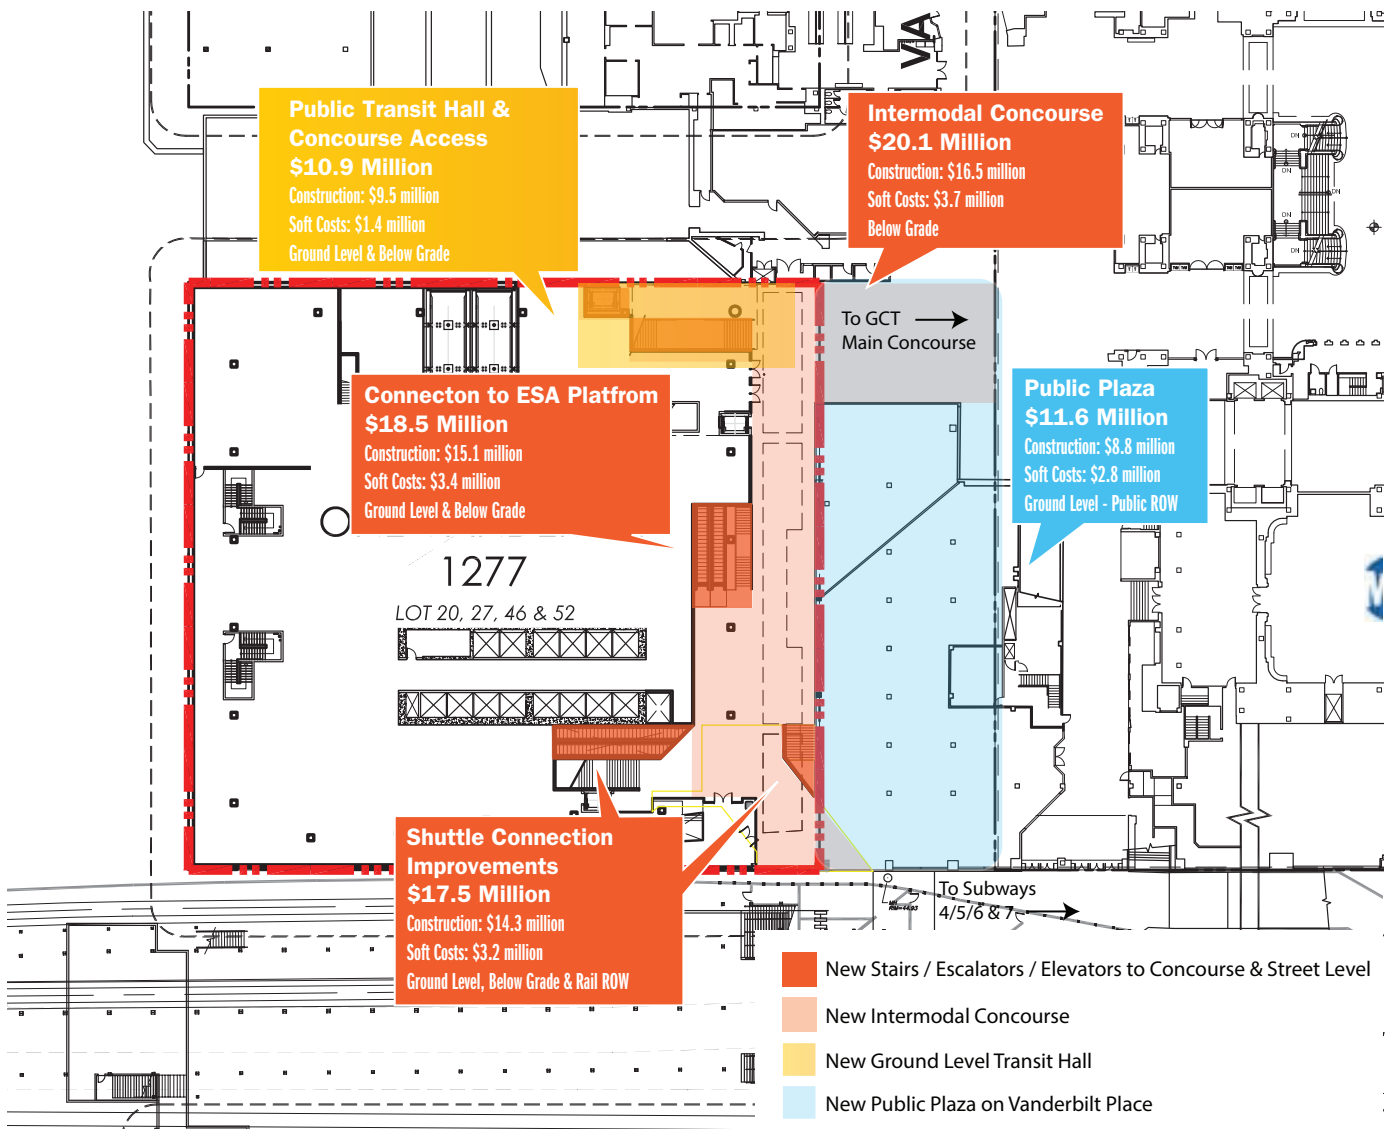 VA
Public Transit Hall &
Concourse Access
$10.9 Million
Construction: $9.5 million
Soft Costs: $1.4 million
Ground Level & Below Grade
Intermodal Concourse
$20.1 Million
Construction: $16.5 million
Soft Costs: $3.7 million
Below Grade
DN
DN
DN
DN
DN
To GCT
Main Concourse
Connecton to ESA Platfrom
$18.5 Million
Construction: $15.1 million
Soft Costs: $3.4 million
Ground Level & Below Grade
Public Plaza
$11.6 Million
Construction: $8.8 million
Soft Costs: $2.8 million
Ground Level - Public ROW
1277
LOT 20, 27, 46 & 52
Shuttle Connection
Improvements
$17.5 Million
Construction: $14.3 million
Soft Costs: $3.2 million
Ground Level, Below Grade & Rail ROW
To Subways
4/5/6 & 7
New Stairs / Escalators / Elevators to Concourse & Street Level
New Intermodal Concourse
New Ground Level Transit Hall
New Public Plaza on Vanderbilt Place